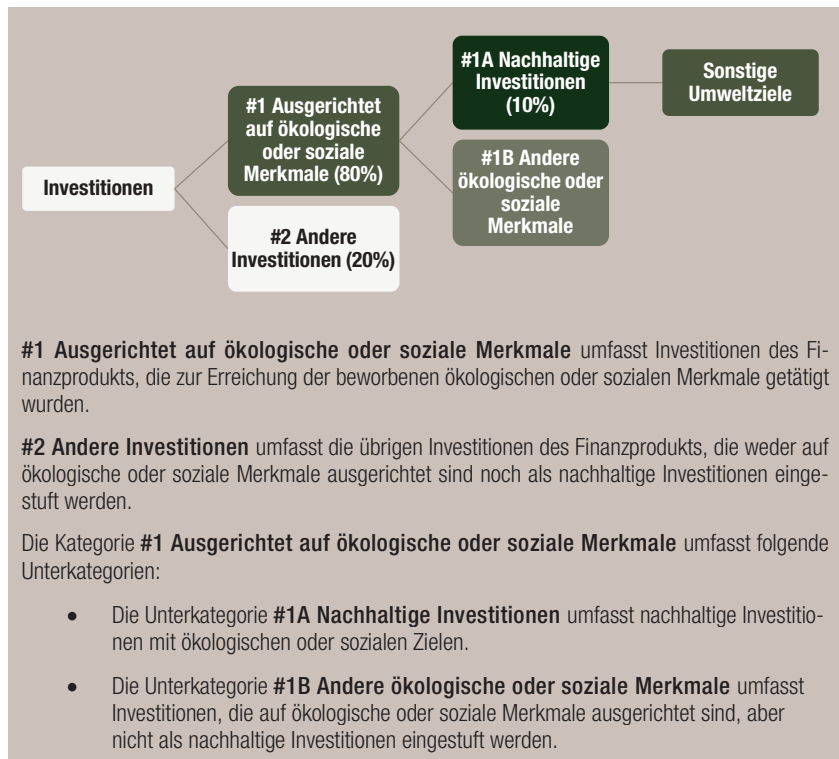 Investitionen
#1 Ausgerichtet
auf ökologische
oder soziale
Merkmale (80%)
#2 Andere
Investitionen (20%)
#1A Nachhaltige
Investitionen
(10%)
#1B Andere
ökologische oder
soziale
Merkmale
Sonstige
Umweltziele
#1 Ausgerichtet auf ökologische oder soziale Merkmale umfasst Investitionen des Fi-
nanzprodukts, die zur Erreichung der beworbenen ökologischen oder sozialen Merkmale getätigt
wurden.
#2 Andere Investitionen umfasst die übrigen Investitionen des Finanzprodukts, die weder auf
ökologische oder soziale Merkmale ausgerichtet sind noch als nachhaltige Investitionen einge-
stuft werden.
Die Kategorie #1 Ausgerichtet auf ökologische oder soziale Merkmale umfasst folgende
Unterkategorien:
• Die Unterkategorie #1A Nachhaltige Investitionen umfasst nachhaltige Investitio-
nen mit ökologischen oder sozialen Zielen.
• Die Unterkategorie #1B Andere ökologische oder soziale Merkmale umfasst
Investitionen, die auf ökologische oder soziale Merkmale ausgerichtet sind, aber
nicht als nachhaltige Investitionen eingestuft werden.